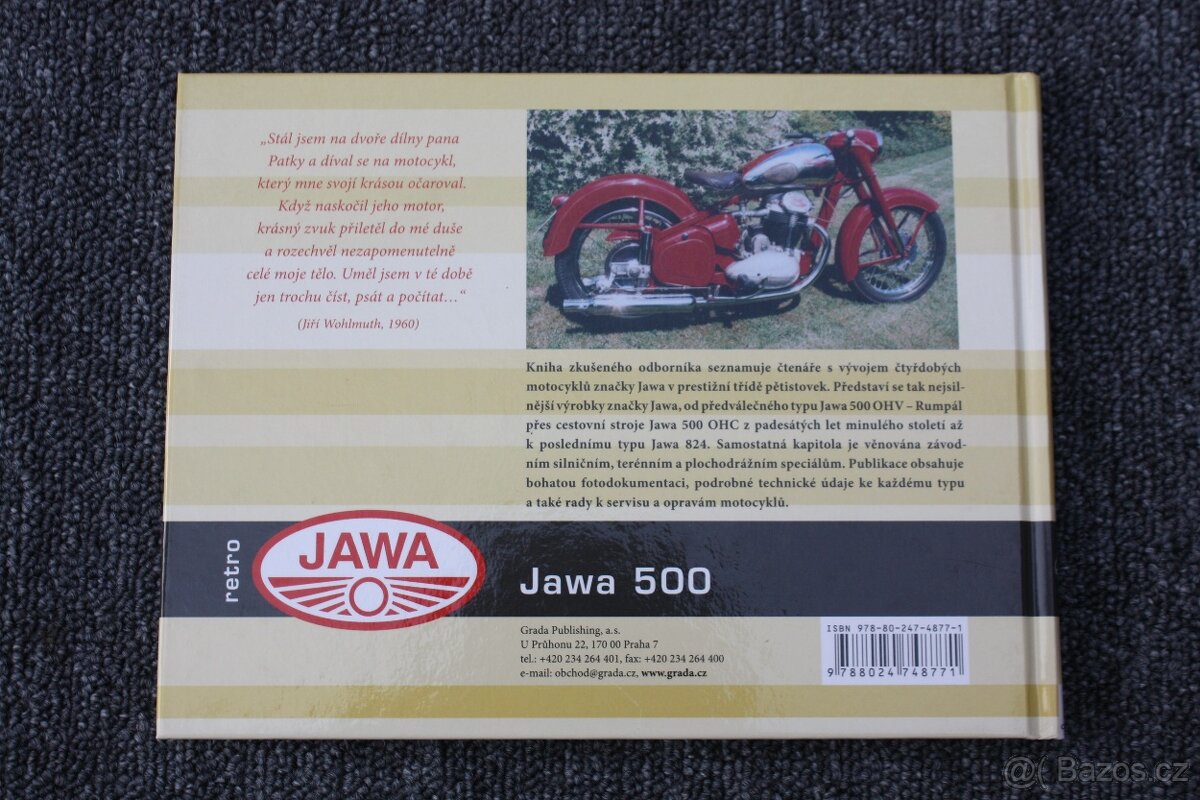 „Stál jsem na dvoře dílny pana
Patky a díval se na motocykl,
který mne svojí krásou očaroval.
Když naskočil jeho motor,
krásný zvuk přiletěl do mé duše
a rozechvěl nezapomenutelně
celé moje tělo. Uměl jsem v té době
jen trochu číst, psát a počítat…“
(Jiří Wohlmuth, 1960)
Kniha zkušeného odborníka seznamuje čtenáře s vývojem čtyřdobých
motocyklů značky Jawa v prestižní třídě pětistovek. Představí se tak nejsil-
nější výrobky značky Jawa, od předválečného typu Jawa 500 OHV – Rumpál
přes cestovní stroje Jawa 500 OHC z padesátých let minulého století až
k poslednímu typu Jawa 824. Samostatná kapitola je věnována závod-
ním silničním, terénním a plochodrážním speciálům. Publikace obsahuje
bohatou fotodokumentaci, podrobné technické údaje ke každému typu
a také rady k servisu a opravám motocyklů.
retro
JAWA
Jawa 500
Grada Publishing, a.s.
U Průhonu 22, 170 00 Praha 7
tel.: +420 234 264 401, fax: +420 234 264 400
e-mail: obchod@grada.cz, www.grada.cz
ISBN 978-80-247-4877-1
9 788024 748771
@( Bazos.cz